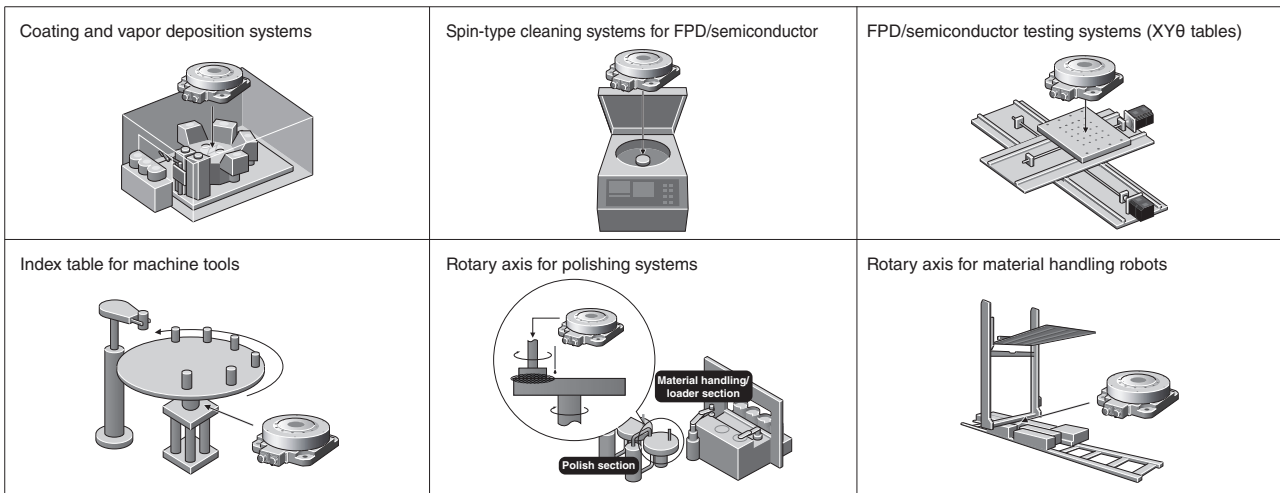 Coating and vapor deposition systems
Spin-type cleaning systems for FPD/semiconductor
FPD/semiconductor testing systems (XYθ tables)
Index table for machine tools
Rotary axis for polishing systems
Material handling/
loader section
Polish section
Rotary axis for material handling robots